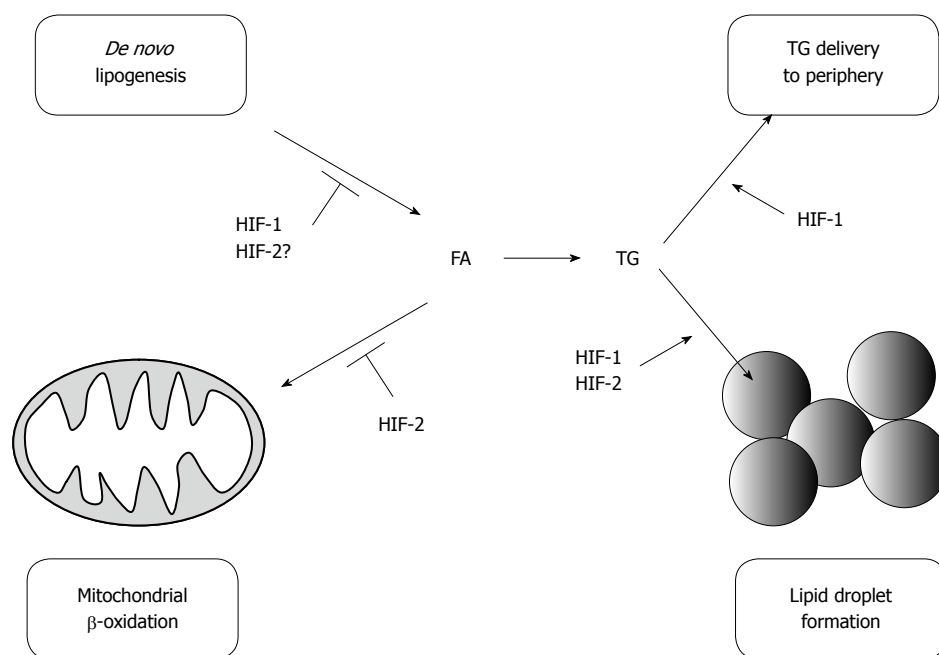 De novo
lipogenesis
TG delivery
to periphery
HIF-1
HIF-2?
HIF-1
FA
TG
HIF-1
HIF-2
HIF-2
Mitochondrial
β-oxidation
Lipid droplet
formation